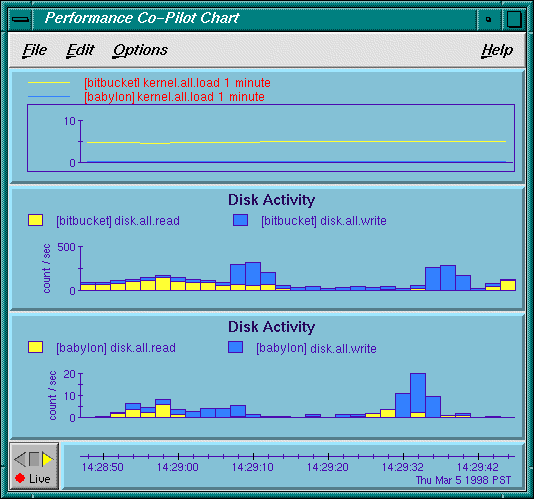 Performance Co-Pilot Chart
File Edit Options Help
[bitbucket] kernel.all.load 1 minute
[babylon] kernel.all.load 1 minute
10
0
Disk Activity
[bitbucket] disk.all.read [bitbucket] disk.all.write
500
0
count / sec
Disk Activity
[babylon] disk.all.read [babylon] disk.all.write
20
10
0
count / sec
Live
14:28:50 14:29:00 14:29:10 14:29:20 14:29:32 14:29:42
Thu Mar 5 1998 PST